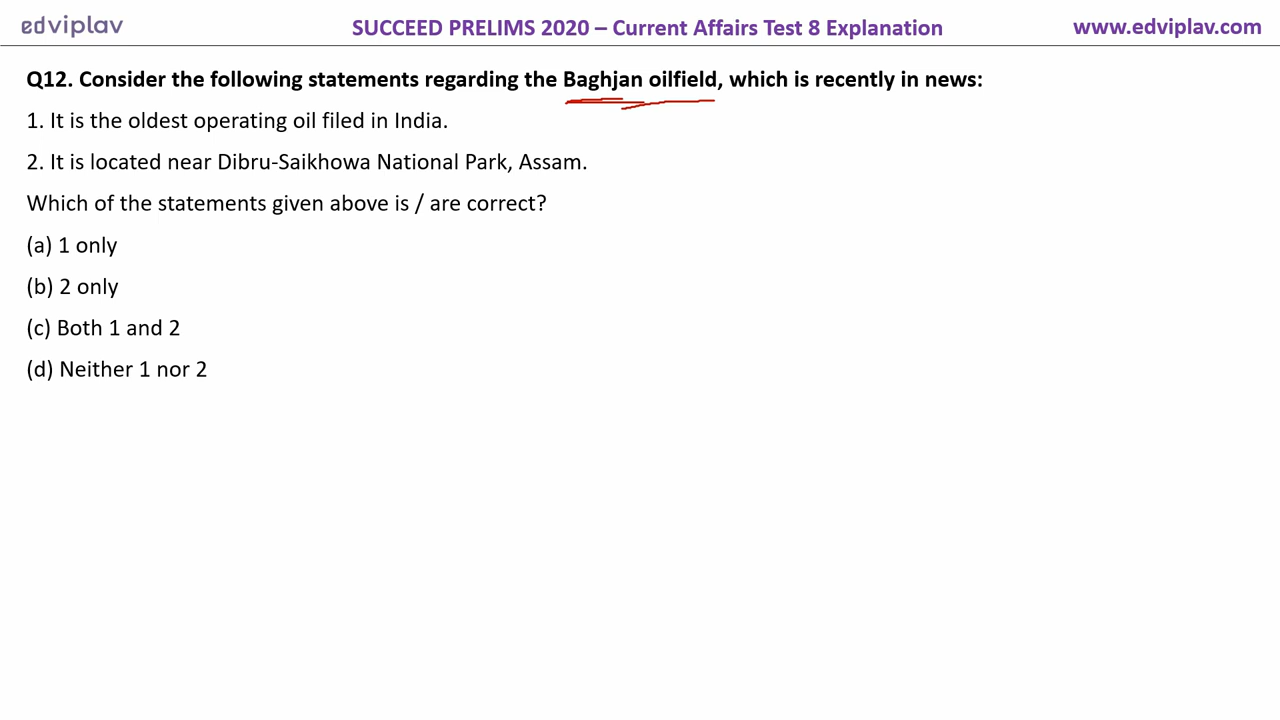 edviplav
SUCCEED PRELIMS 2020 – Current Affairs Test 8 Explanation
www.edviplav.com
Q12. Consider the following statements regarding the Baghjan oilfield, which is recently in news:
1. It is the oldest operating oil filed in India.
2. It is located near Dibru-Saikhowa National Park, Assam.
Which of the statements given above is / are correct?
(a) 1 only
(b) 2 only
(c) Both 1 and 2
(d) Neither 1 nor 2